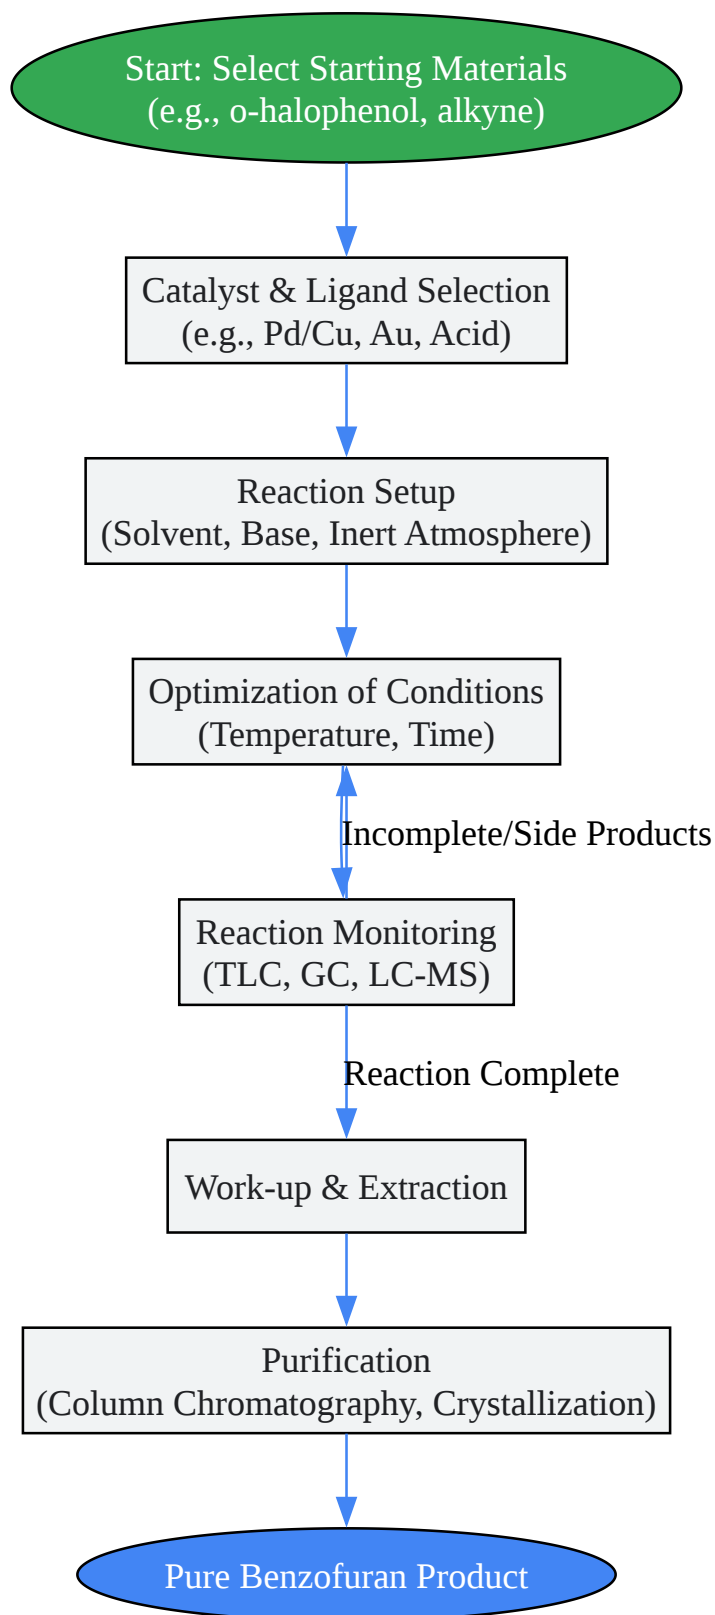 Start: Select Starting Materials
(e.g., o-halophenol, alkyne)
Catalyst & Ligand Selection
(e.g., Pd/Cu, Au, Acid)
Reaction Setup
(Solvent, Base, Inert Atmosphere)
Optimization of Conditions
(Temperature, Time)
Incomplete/Side Products
Reaction Monitoring
(TLC, GC, LC-MS)
Reaction Complete
Work-up & Extraction
Purification
(Column Chromatography, Crystallization)
Pure Benzofuran Product